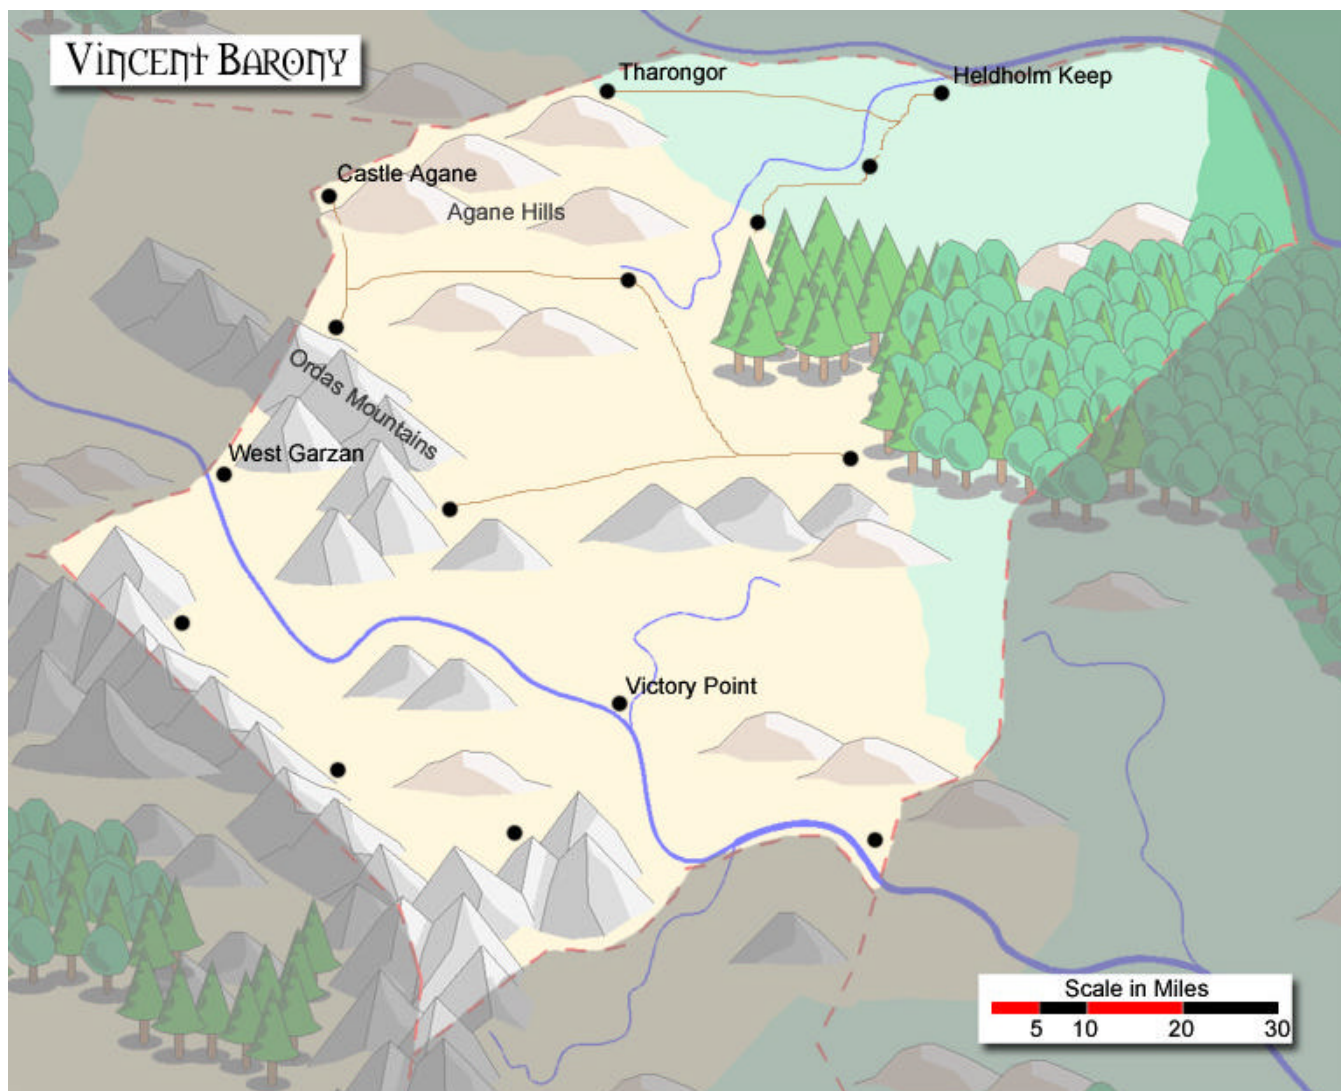 Vincent Barony
Tharongor
Heldholm Keep
Castle Agane
Agane Hills
Ordas Mountains
West Garzan
Victory Point
Scale in Miles
5 10 20 30